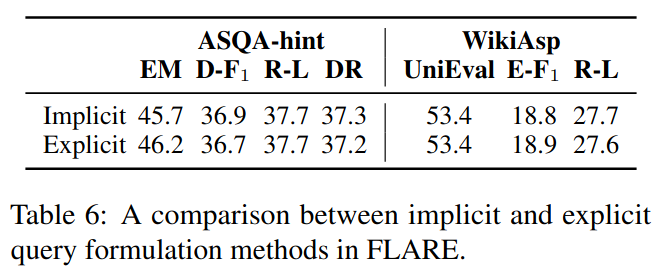 ASQA-hint WikiAsp
EM D-F1 R-L DR UniEval E-F1 R-L
Implicit 45.7 36.9 37.7 37.3 53.4 18.8 27.7
Explicit 46.2 36.7 37.7 37.2 53.4 18.9 27.6
Table 6: A comparison between implicit and explicit
query formulation methods in FLARE.